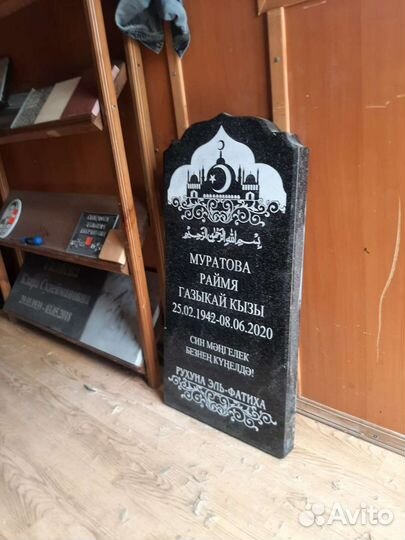 بسم الله الرحمن الرحيم
МУРАТОВА
РАЙМЯ
ГАЗЫКАЙ КЫЗЫ
25.02.1942-08.06.2020
СИН МӘҢГЕЛЕК
БЕЗНЕҢ КҮҢЕЛДӘ!
РУХУНА ЭЛЬ-ФАТИХА
Avito